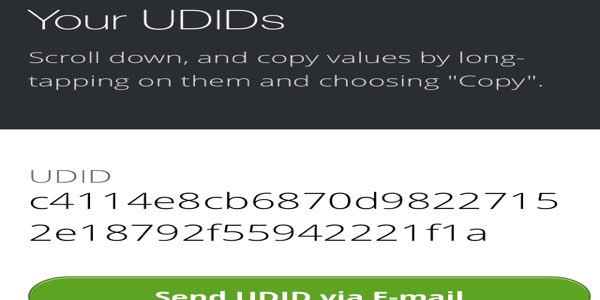 Your UDIDs
Scroll down, and copy values by long-
tapping on them and choosing "Copy".
UDID
c4114e8cb6870d9822715
2e18792f55942221f1a
Send UDID via E-mail